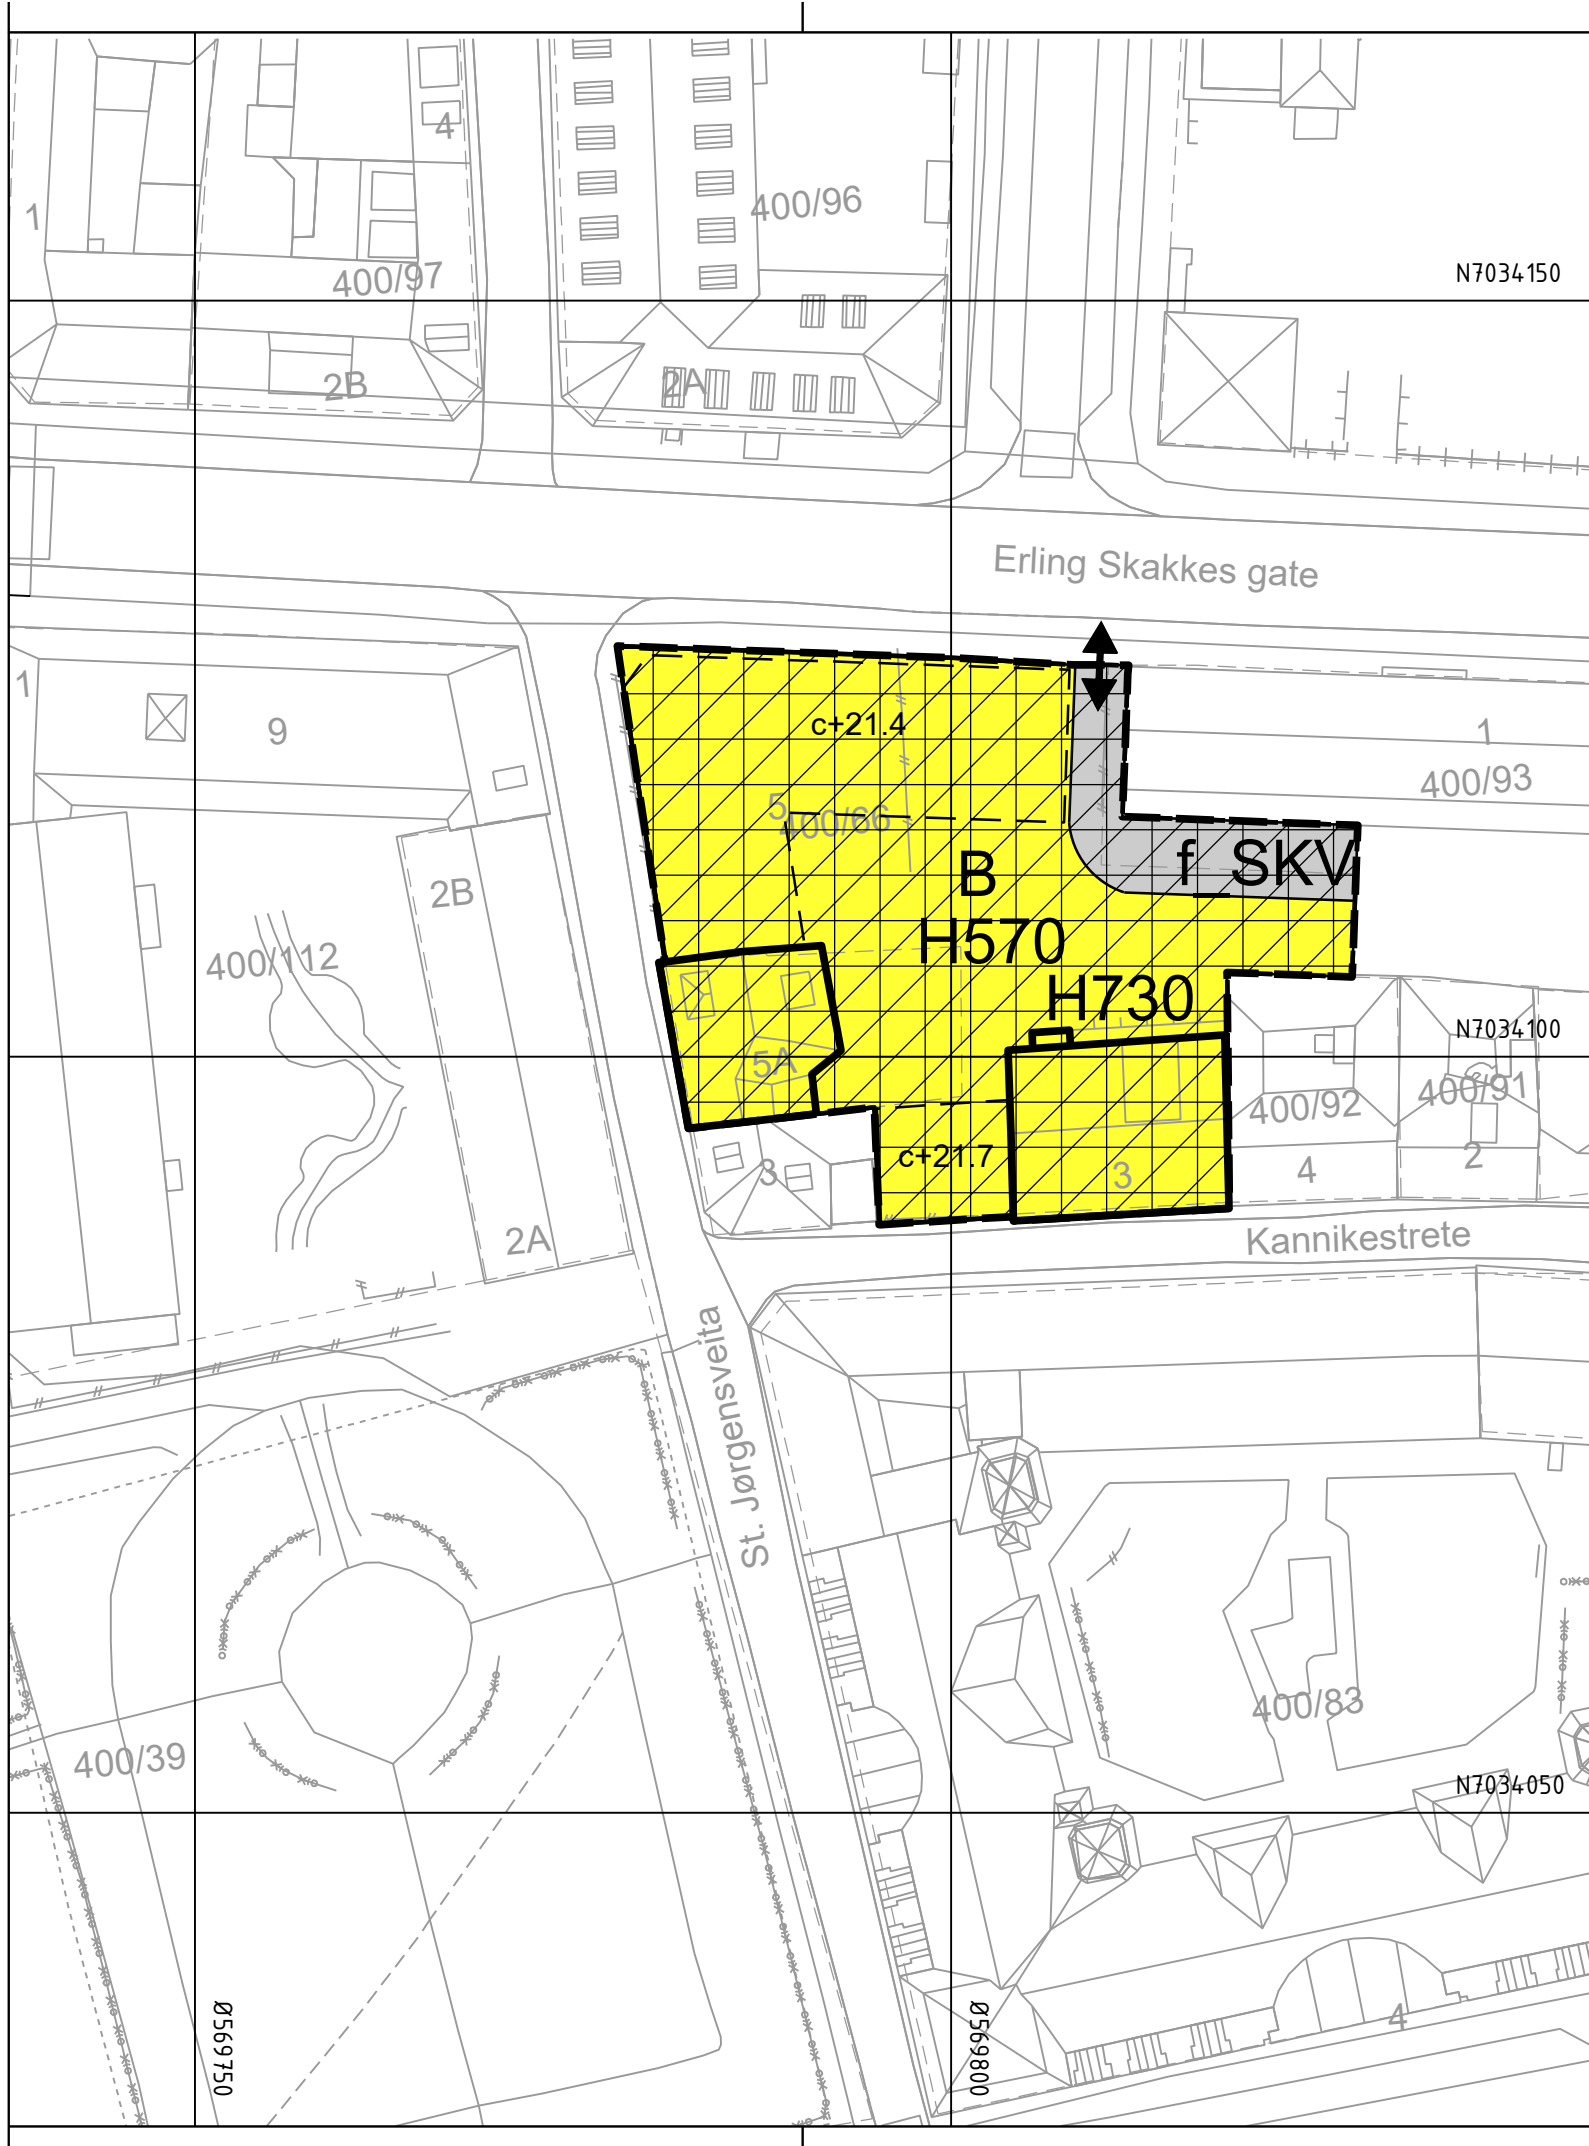 4
1
400/96
400/97
N7034150
2B
2A
Erling Skakkes gate
1
9
c+21.4
1
400/93
5
400/66
f_SKV
B
2B
H570
400/112
H730
N7034100
5A
400/92
400/91
c+21.7
3
3
4
2
2A
Kannikestrete
St. Jørgensveita
400/83
400/39
N7034050
Ø569750
Ø569800
4